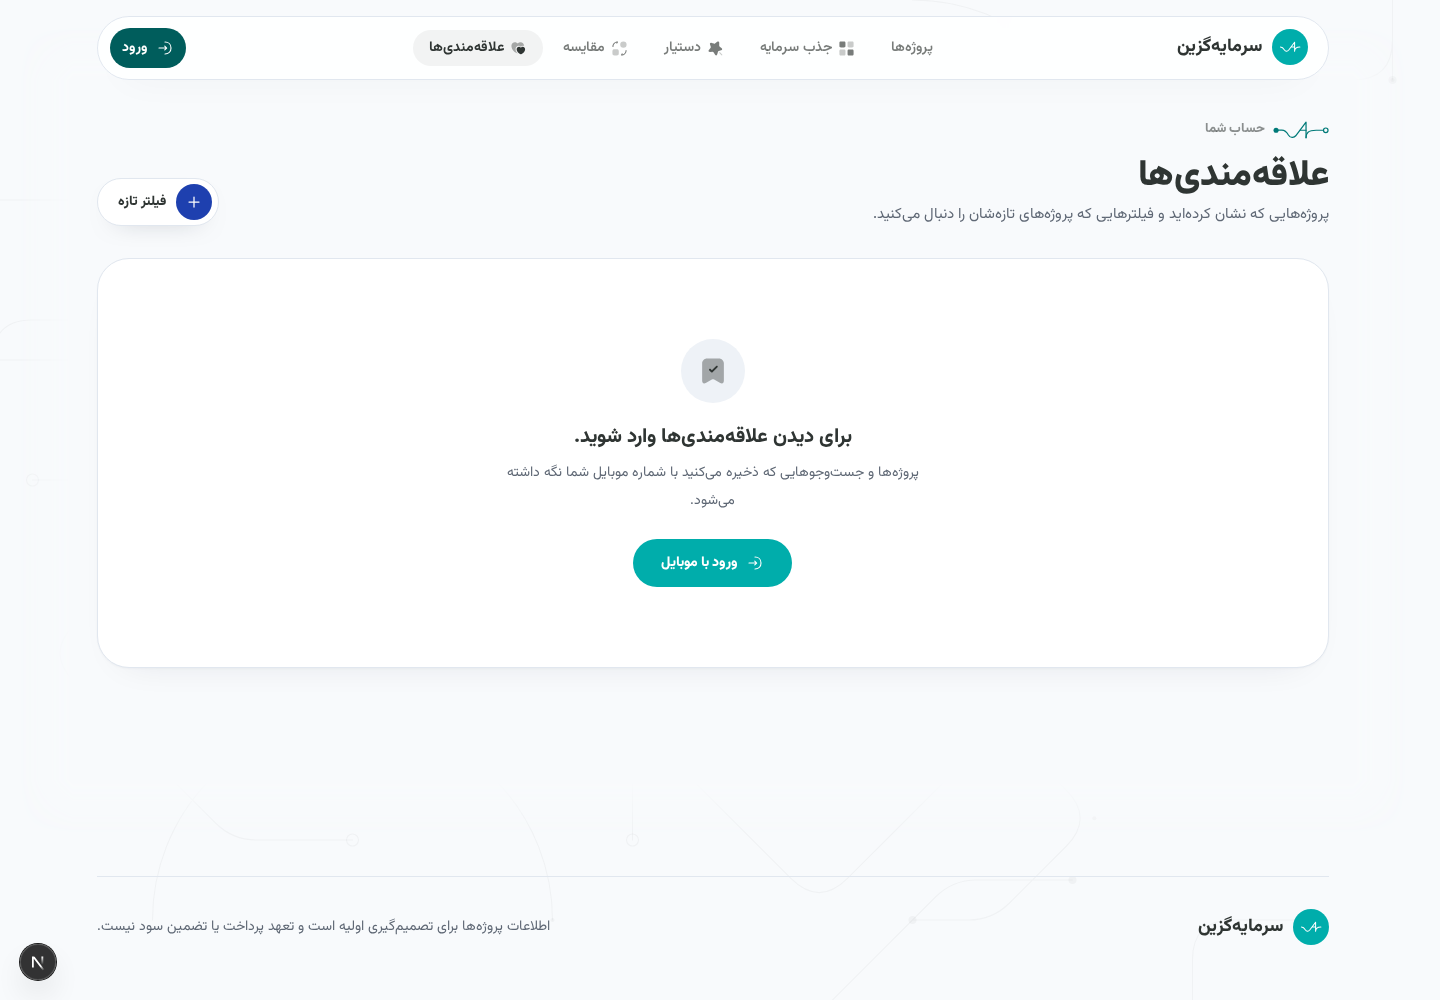 سرمایه‌گزین
پروژه‌ها
جذب سرمایه
دستیار
مقایسه
علاقه‌مندی‌ها
ورود
حساب شما
علاقه‌مندی‌ها
پروژه‌هایی که نشان کرده‌اید و فیلترهایی که پروژه‌های تازه‌شان را دنبال می‌کنید.
فیلتر تازه
برای دیدن علاقه‌مندی‌ها وارد شوید.
پروژه‌ها و جست‌وجوهایی که ذخیره می‌کنید با شماره موبایل شما نگه داشته
می‌شود.
ورود با موبایل
سرمایه‌گزین
اطلاعات پروژه‌ها برای تصمیم‌گیری اولیه است و تعهد پرداخت یا تضمین سود نیست.
N